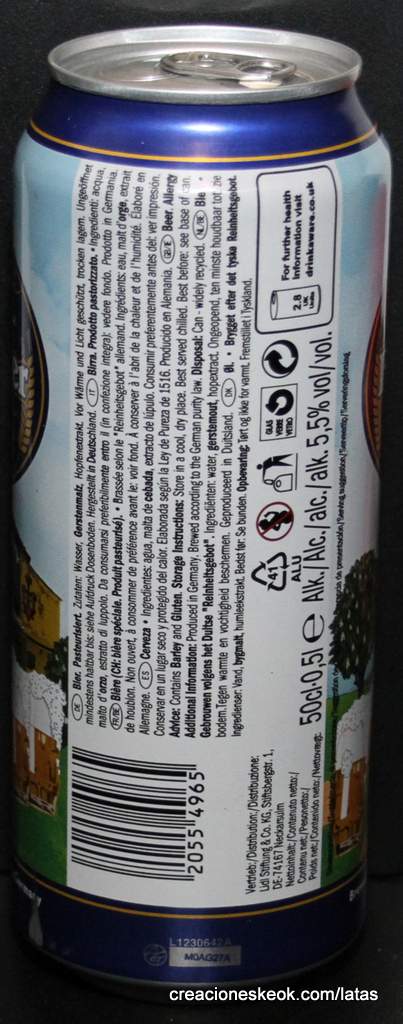 DE Bier. Pasteurisiert. Zutaten: Wasser, Gerstenmalz, Hopfenextrakt. Vor Wärme und Licht geschützt, trocken lagern. Ungeöffnet
mindestens haltbar bis: siehe Aufdruck Dosenboden. Hergestellt in Deutschland. IT Birra. Prodotto pastorizzato. • Ingredienti: acqua,
malto d'orzo, estratto di luppolo. Da consumarsi preferibilmente entro il (in confezione integra): vedere fondo. Prodotto in Germania.
Bière (CH: bière spéciale. Produit pasteurisé). • Brassée selon le "Reinheitsgebot" allemand. Ingrédients: eau, malt d'orge, extrait
de houblon. Non ouvert, à consommer de préférence avant le: voir fond. À conserver à l'abri de la chaleur et de l'humidité. Élaboré en
Allemagne. ES Cerveza • Ingredientes: agua, malta de cebada, extracto de lúpulo. Consumir preferentemente antes del: ver impresión.
Conservar en un lugar seco y protegido del calor. Elaborada según la Ley de Pureza de 1516. Producido en Alemania. Beer. Allergy
Advice: Contains Barley and Gluten. Storage Instructions: Store in a cool, dry place. Best served chilled. Best before: see base of can.
Additional Information: Produced in Germany. Brewed according to the German purity law. Disposal: Can - widely recycled. Bier •
Gebrouwen volgens het Duitse "Reinheitsgebot". Ingrediënten: water, gerstemout, hopextract. Ongeopend, ten minste houdbaar tot: zie
bodem. Tegen warmte en vochtigheid beschermen. Geproduceerd in Duitsland. DK Øl. • Brygget efter det tyske Reinheitsgebot.
Ingredienser: Vand, bygmalt, humleekstrakt. Bedst før: Se bunden. Opbevaring: Tørt og ikke for varmt. Fremstillet i Tyskland.
2.8
UK Units
For further health
information visit
drinkaware.co.uk
41
ALU
GLAS
VERRE
VETRO
50cl·0,5l e Alk./Alc./alc./alk. 5,5% vol/vol.
2055 4965
Vertrieb/Distribution:/Distribuzione:
Lidl Stiftung & Co. KG, Stiftsbergstr. 1,
DE-74167 Neckarsulm
Nettoinhalt:/Contenuto netto:/
Contenu net:/Peso neto:/
Poids net:/Contenido neto:/Nettovægt:
L1230642A
M0AG27A
creacioneskeok.com/latas